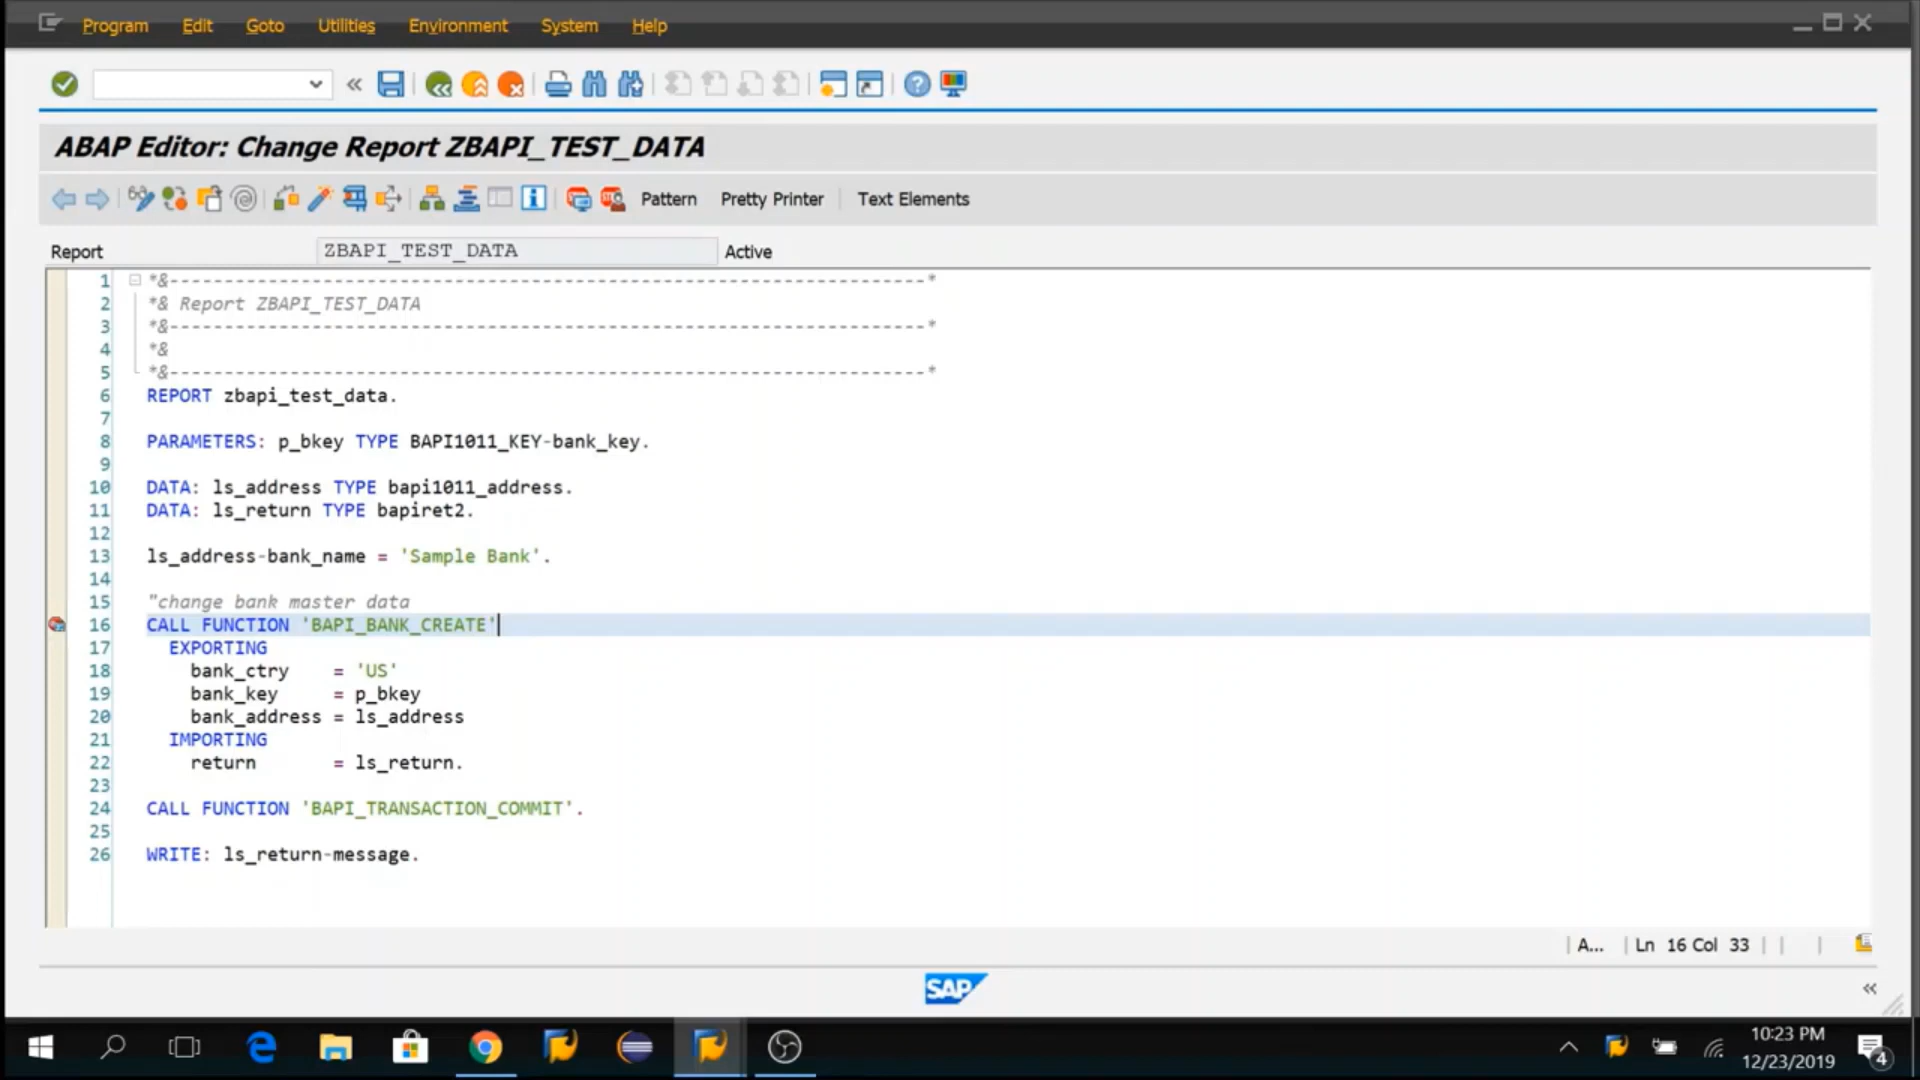 Program Edit Goto Utilities Environment System Help
ABAP Editor: Change Report ZBAPI_TEST_DATA
Pattern Pretty Printer Text Elements
Report ZBAPI_TEST_DATA Active
1 *&---------------------------------------------------------------------*
2 *& Report ZBAPI_TEST_DATA
3 *&---------------------------------------------------------------------*
4 *&
5 *&---------------------------------------------------------------------*
6 REPORT zbapi_test_data.
7
8 PARAMETERS: p_bkey TYPE BAPI1011_KEY-bank_key.
9
10 DATA: ls_address TYPE bapi1011_address.
11 DATA: ls_return TYPE bapiret2.
12
13 ls_address-bank_name = 'Sample Bank'.
14
15 "change bank master data
16 CALL FUNCTION 'BAPI_BANK_CREATE'
17 EXPORTING
18 bank_ctry = 'US'
19 bank_key = p_bkey
20 bank_address = ls_address
21 IMPORTING
22 return = ls_return.
23
24 CALL FUNCTION 'BAPI_TRANSACTION_COMMIT'.
25
26 WRITE: ls_return-message.
A... Ln 16 Col 33
SAP
10:23 PM
12/23/2019
4